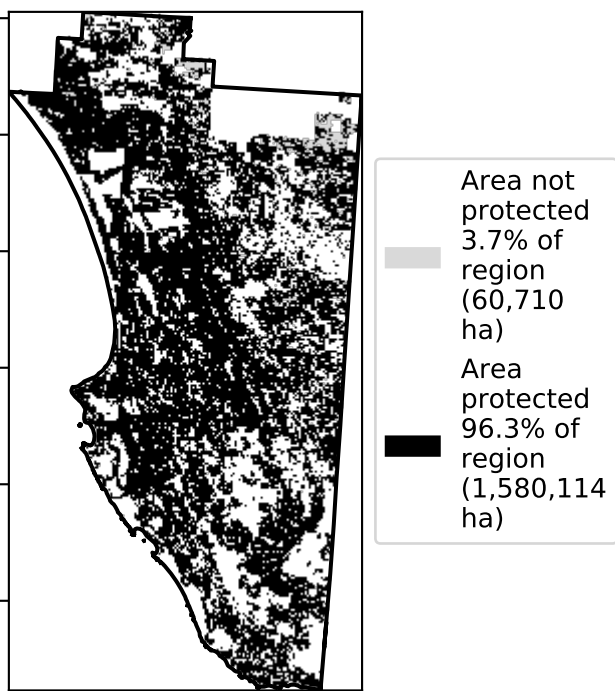 Area not
protected
3.7% of
region
(60,710
ha)
Area
protected
96.3% of
region
(1,580,114
ha)